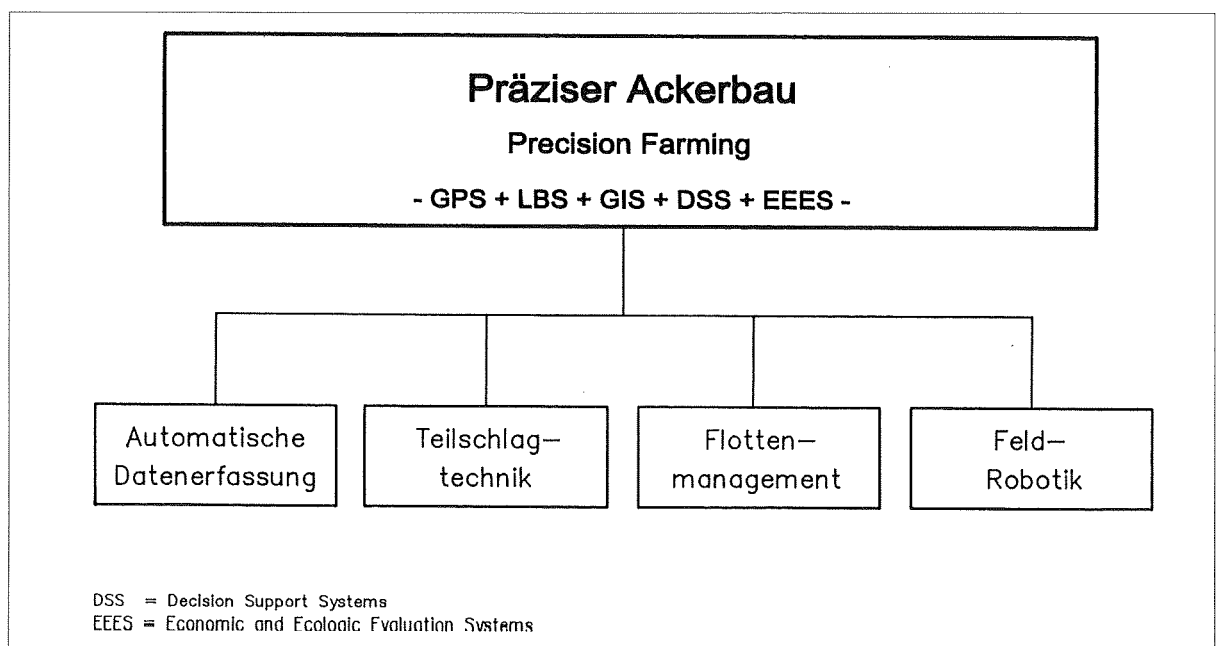 Präziser Ackerbau
Precision Farming
- GPS + LBS + GIS + DSS + EEES -
Automatische
Datenerfassung
Teilschlag-
technik
Flotten-
management
Feld-
Robotik
DSS = Decision Support Systems
EEES = Economic and Ecologic Evaluation Systems